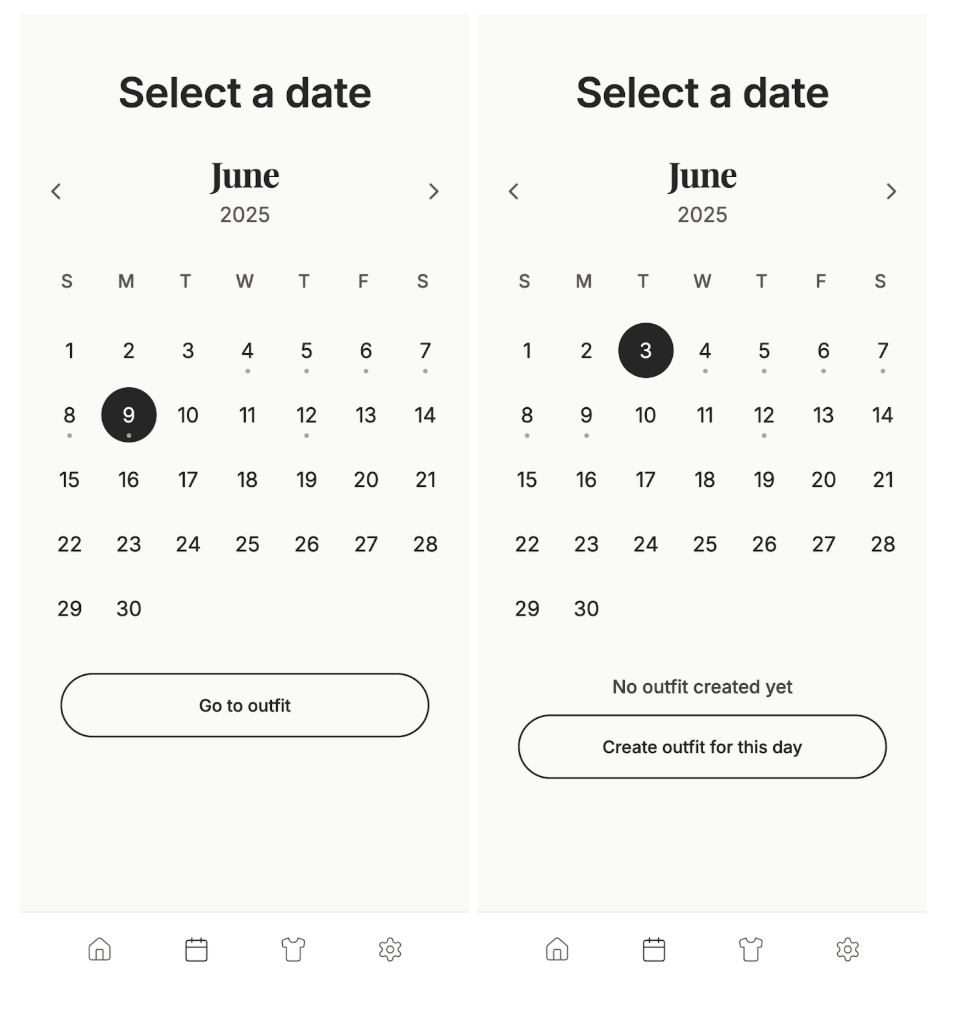 Select a date
June
2025
S M T W T F S
1 2 3 4 5 6 7
8 9 10 11 12 13 14
15 16 17 18 19 20 21
22 23 24 25 26 27 28
29 30
Go to outfit
Select a date
June
2025
S M T W T F S
1 2 3 4 5 6 7
8 9 10 11 12 13 14
15 16 17 18 19 20 21
22 23 24 25 26 27 28
29 30
No outfit created yet
Create outfit for this day